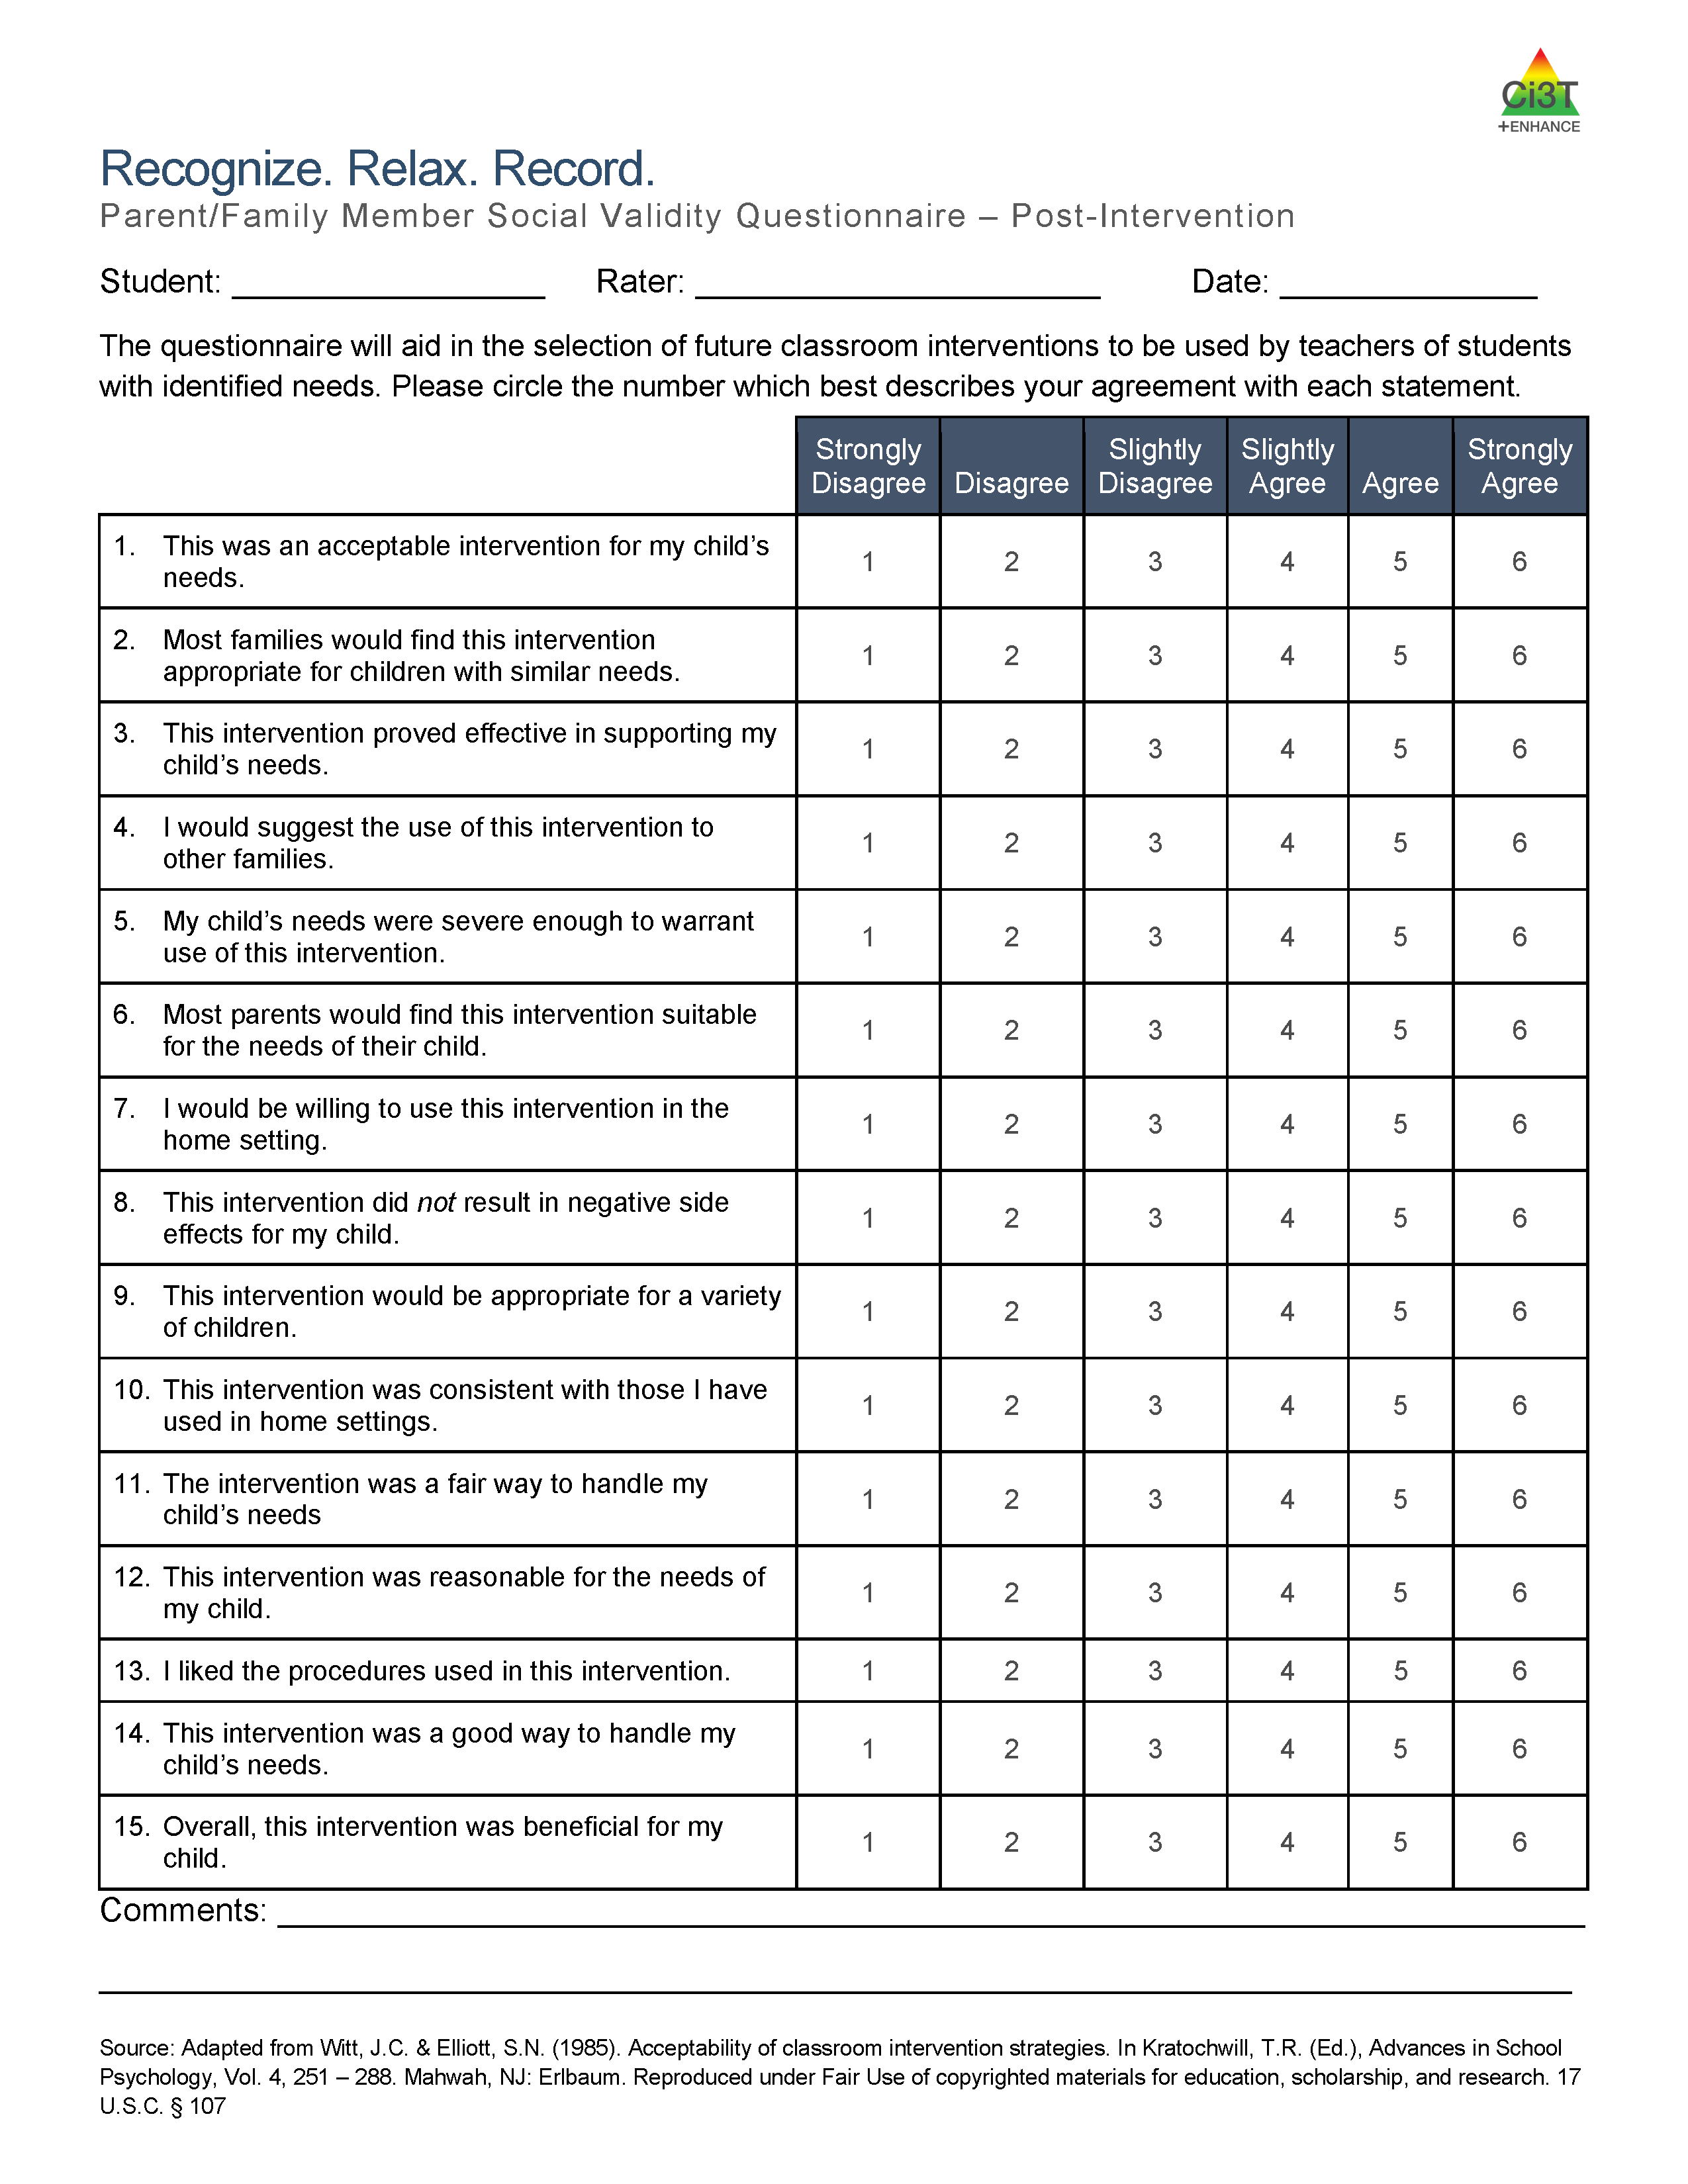 Ci3T
+ENHANCE
Recognize. Relax. Record.
Parent/Family Member Social Validity Questionnaire – Post-Intervention
Student: _________________ Rater: ______________________ Date: ______________
The questionnaire will aid in the selection of future classroom interventions to be used by teachers of students
with identified needs. Please circle the number which best describes your agreement with each statement.
Strongly Disagree Disagree Slightly Disagree Slightly Agree Agree Strongly Agree
1. This was an acceptable intervention for my child’s
needs. 1 2 3 4 5 6
2. Most families would find this intervention
appropriate for children with similar needs. 1 2 3 4 5 6
3. This intervention proved effective in supporting my
child’s needs. 1 2 3 4 5 6
4. I would suggest the use of this intervention to
other families. 1 2 3 4 5 6
5. My child’s needs were severe enough to warrant
use of this intervention. 1 2 3 4 5 6
6. Most parents would find this intervention suitable
for the needs of their child. 1 2 3 4 5 6
7. I would be willing to use this intervention in the
home setting. 1 2 3 4 5 6
8. This intervention did not result in negative side
effects for my child. 1 2 3 4 5 6
9. This intervention would be appropriate for a variety
of children. 1 2 3 4 5 6
10. This intervention was consistent with those I have
used in home settings. 1 2 3 4 5 6
11. The intervention was a fair way to handle my
child’s needs 1 2 3 4 5 6
12. This intervention was reasonable for the needs of
my child. 1 2 3 4 5 6
13. I liked the procedures used in this intervention. 1 2 3 4 5 6
14. This intervention was a good way to handle my
child’s needs. 1 2 3 4 5 6
15. Overall, this intervention was beneficial for my
child. 1 2 3 4 5 6
Comments: ______________________________
Source: Adapted from Witt, J.C. & Elliott, S.N. (1985). Acceptability of classroom intervention strategies. In Kratochwill, T.R. (Ed.), Advances in School
Psychology, Vol. 4, 251 – 288. Mahwah, NJ: Erlbaum. Reproduced under Fair Use of copyrighted materials for education, scholarship, and research. 17
U.S.C. § 107